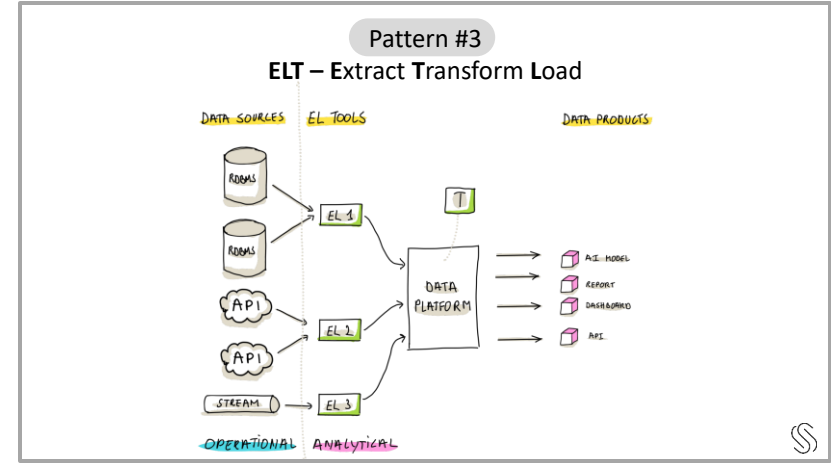 Pattern #3
ELT – Extract Transform Load
DATA SOURCES
EL TOOLS
DATA PRODUCTS
RDBMS
RDBMS
API
API
STREAM
EL 1
EL 2
EL 3
T
DATA
PLATFORM
AI MODEL
REPORT
DASHBOARD
API
OPERATIONAL
ANALYTICAL